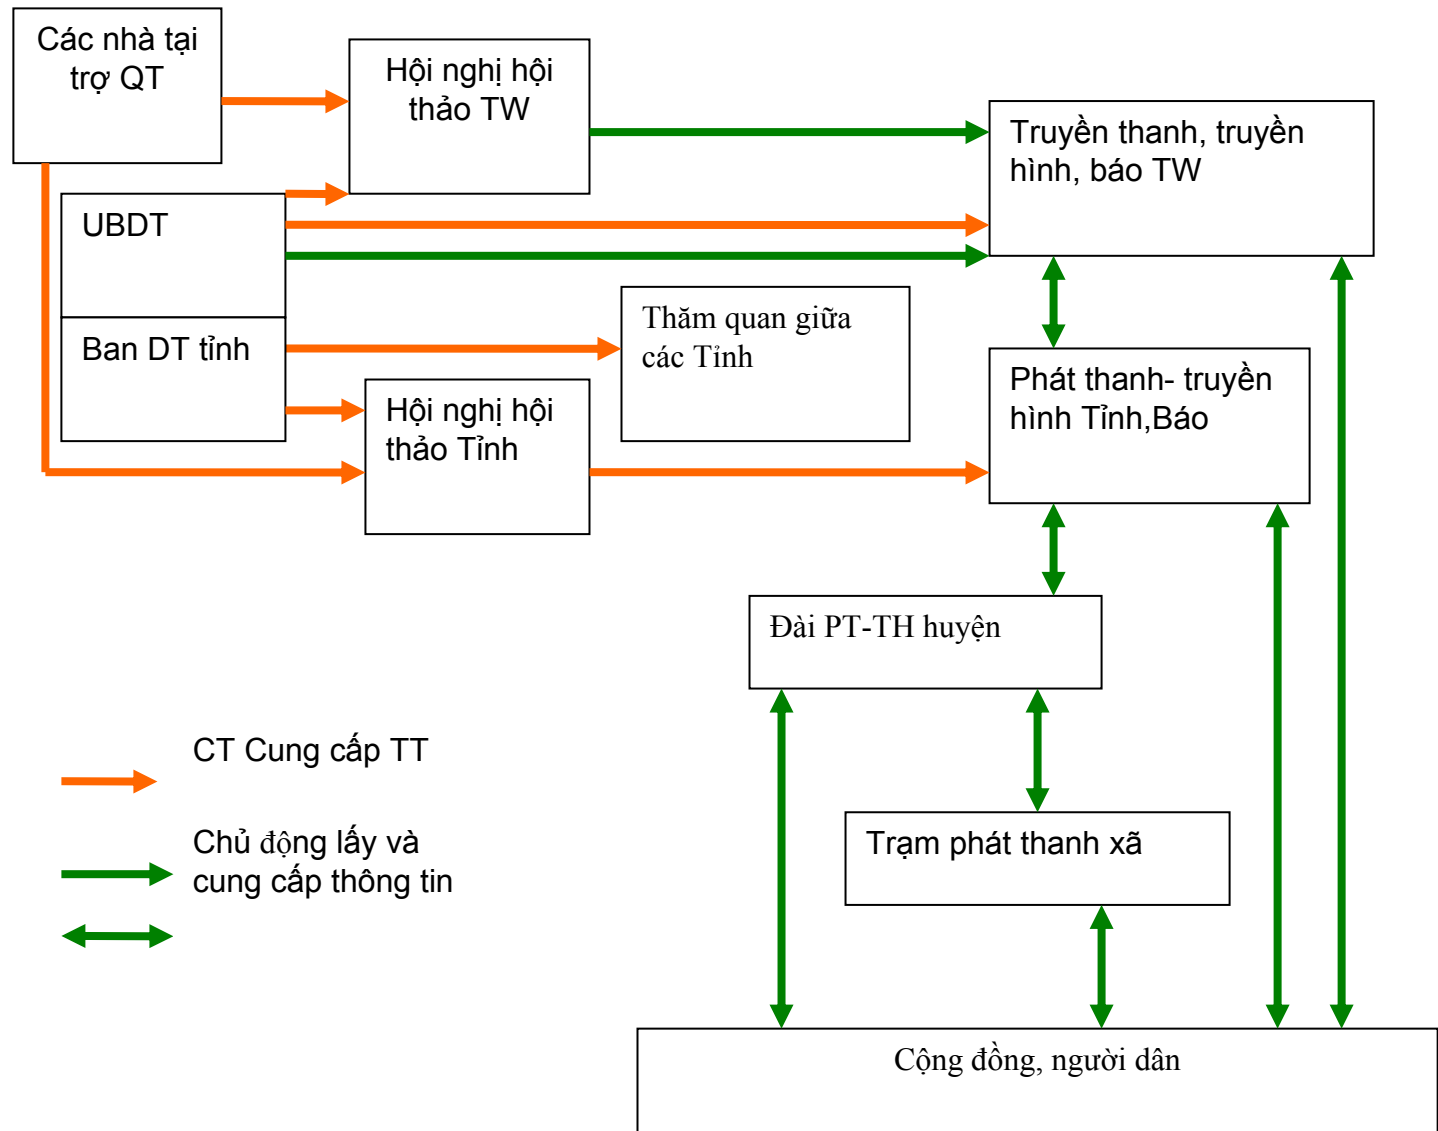 Các nhà tại
trợ QT
Hội nghị hội
thảo TW
Truyền thanh, truyền
hình, báo TW
UBDT
Thăm quan giữa
các Tỉnh
Ban DT tỉnh
Phát thanh- truyền
hình Tỉnh,Báo
Hội nghị hội
thảo Tỉnh
Đài PT-TH huyện
CT Cung cấp TT
Chủ động lấy và
cung cấp thông tin
Trạm phát thanh xã
Cộng đồng, người dân